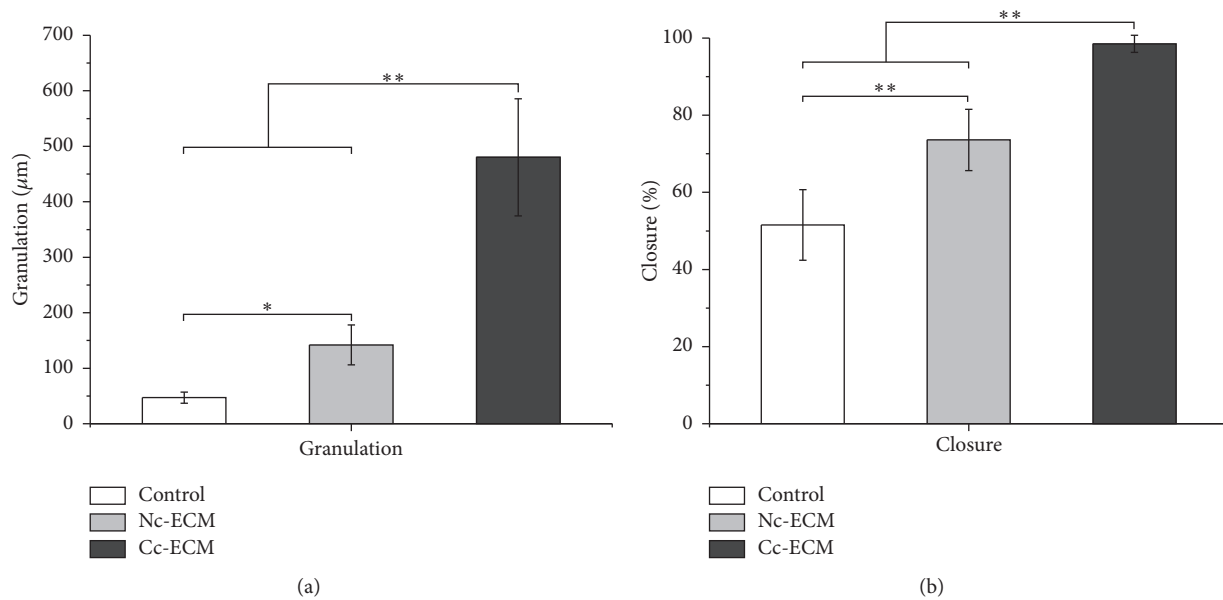 700
600
500
400
300
200
100
0
Granulation (μm)
**
*
Granulation
Control
Nc-ECM
Cc-ECM
(a)
100
80
60
40
20
0
Closure (%)
**
**
Closure
Control
Nc-ECM
Cc-ECM
(b)